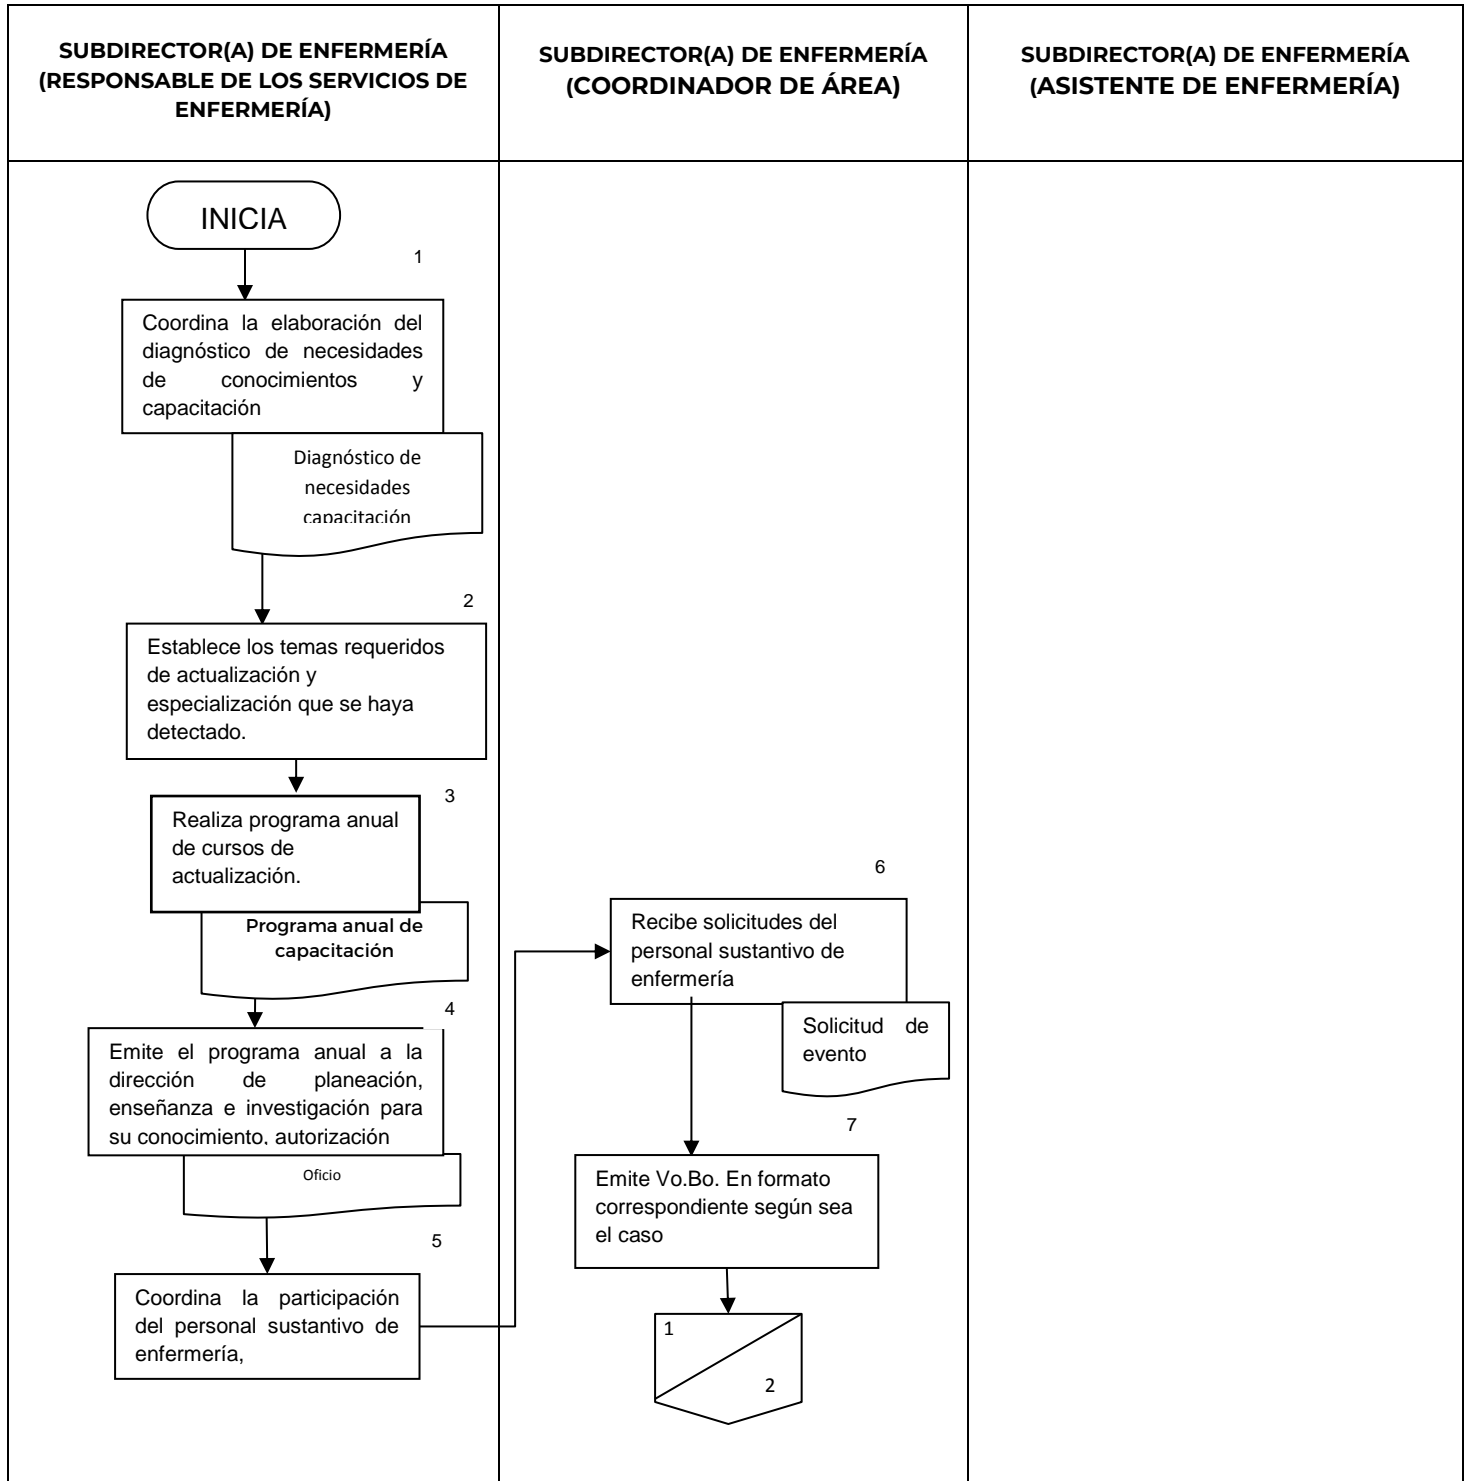 SUBDIRECTOR(A) DE ENFERMERÍA
(RESPONSABLE DE LOS SERVICIOS DE
ENFERMERÍA)
SUBDIRECTOR(A) DE ENFERMERÍA
(COORDINADOR DE ÁREA)
SUBDIRECTOR(A) DE ENFERMERÍA
(ASISTENTE DE ENFERMERÍA)
INICIA
1
Coordina la elaboración del
diagnóstico de necesidades
de conocimientos y
capacitación
Diagnóstico de
necesidades
capacitación
2
Establece los temas requeridos
de actualización y
especialización que se haya
detectado.
3
Realiza programa anual
de cursos de
actualización.
Programa anual de
capacitación
4
Emite el programa anual a la
dirección de planeación,
enseñanza e investigación para
su conocimiento, autorización
Oficio
5
Coordina la participación
del personal sustantivo de
enfermería,
6
Recibe solicitudes del
personal sustantivo de
enfermería
Solicitud de
evento
7
Emite Vo.Bo. En formato
correspondiente según sea
el caso
1
2